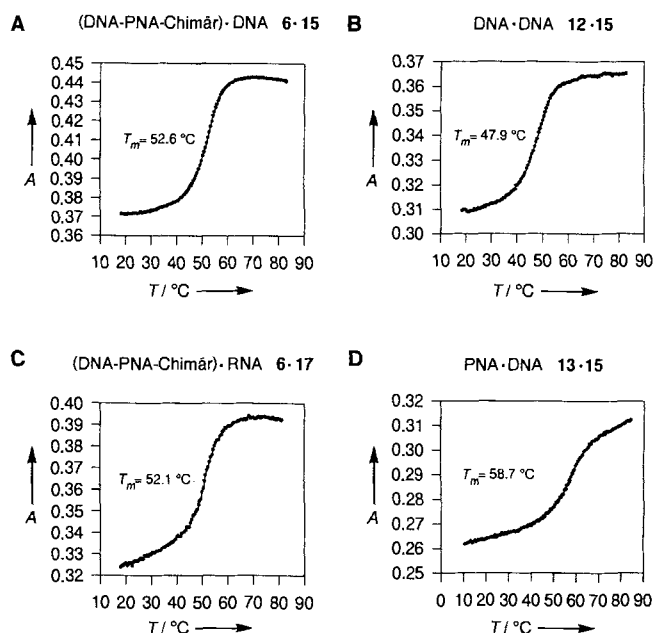 A (DNA-PNA-Chimär)·DNA 6·15
0.45
0.44
0.43
0.42
0.41
0.40
0.39
0.38
0.37
0.36
A
Tm= 52.6 °C
10 20 30 40 50 60 70 80 90
T / °C
B DNA·DNA 12·15
0.37
0.36
0.35
0.34
0.33
0.32
0.31
0.30
A
Tm= 47.9 °C
10 20 30 40 50 60 70 80 90
T / °C
C (DNA-PNA-Chimär)·RNA 6·17
0.40
0.39
0.38
0.37
0.36
0.35
0.34
0.33
0.32
A
Tm= 52.1 °C
10 20 30 40 50 60 70 80 90
T / °C
D PNA·DNA 13·15
0.32
0.31
0.30
0.29
0.28
0.27
0.26
0.25
A
Tm= 58.7 °C
0 10 20 30 40 50 60 70 80 90
T / °C